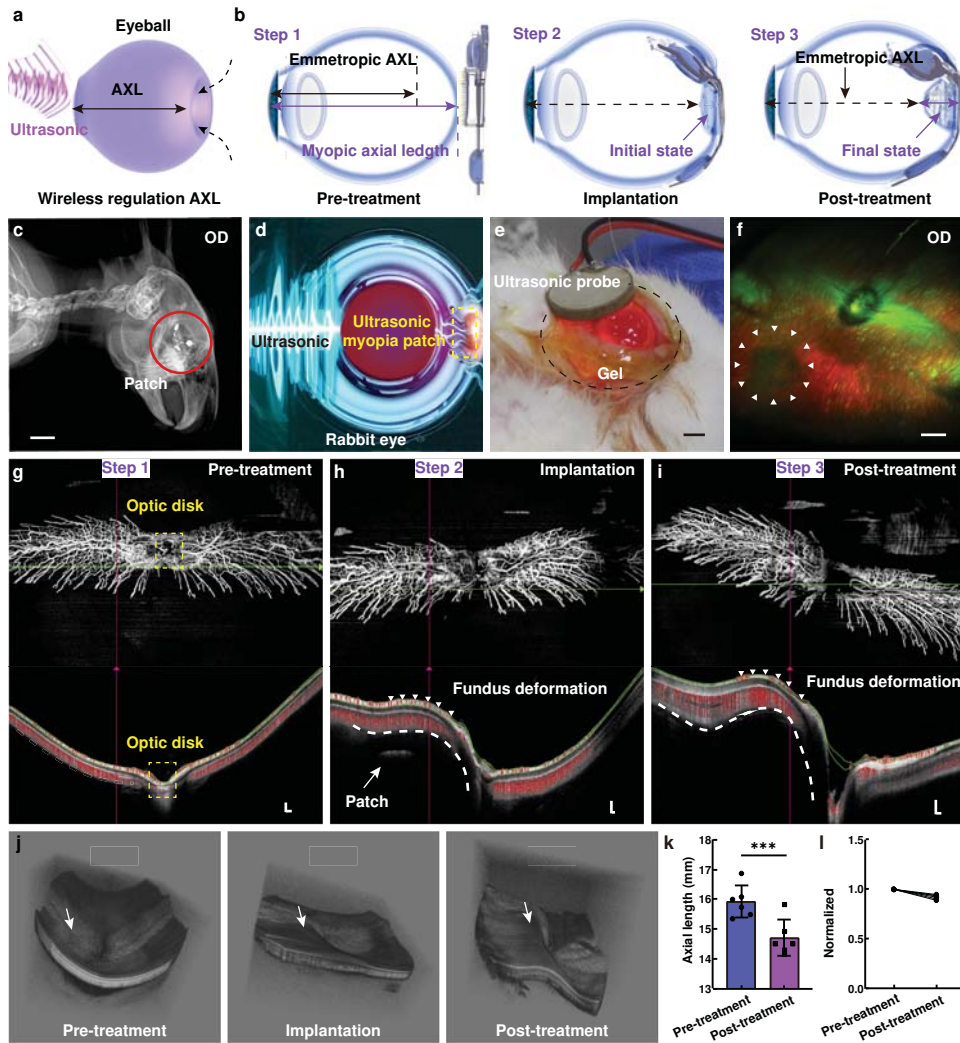 a
Eyeball
AXL
Ultrasonic
Wireless regulation AXL
b
Step 1
Emmetropic AXL
Myopic axial ledgth
Pre-treatment
Step 2
Initial state
Implantation
Step 3
Emmetropic AXL
Final state
Post-treatment
c
OD
Patch
d
Ultrasonic
Ultrasonic
myopia patch
Rabbit eye
e
Ultrasonic probe
Gel
f
OD
g
Step 1
Pre-treatment
Optic disk
Optic disk
h
Step 2
Implantation
Fundus deformation
Patch
i
Step 3
Post-treatment
Fundus deformation
j
Pre-treatment
Implantation
Post-treatment
k
Axial length (mm)
18
17
16
15
14
13
***
Pre-treatment
Post-treatment
l
Normalized
1.5
1.0
0.5
0.0
Pre-treatment
Post-treatment